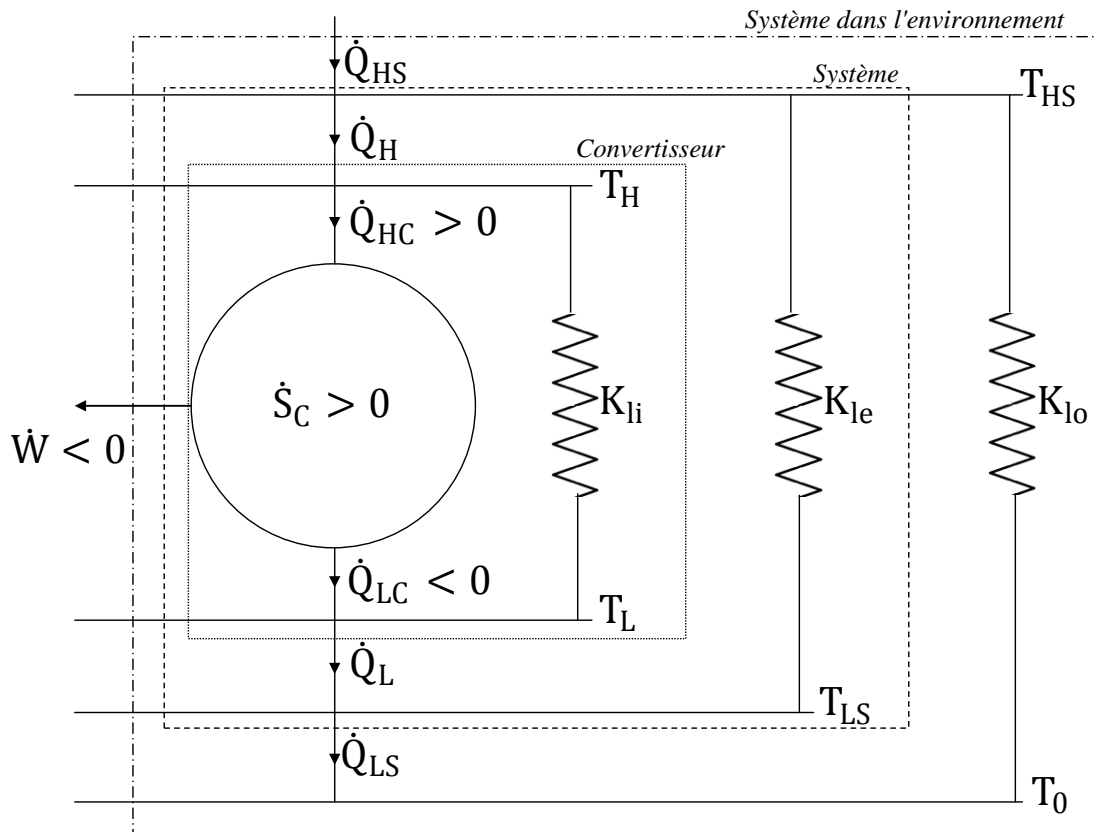 Système dans l'environnement
Q̇HS
Système
THS
Q̇H
Convertisseur
TH
Q̇HC > 0
ṠC > 0
Kli
Kle
Klo
Ẇ < 0
Q̇LC < 0
TL
Q̇L
TLS
Q̇LS
T0